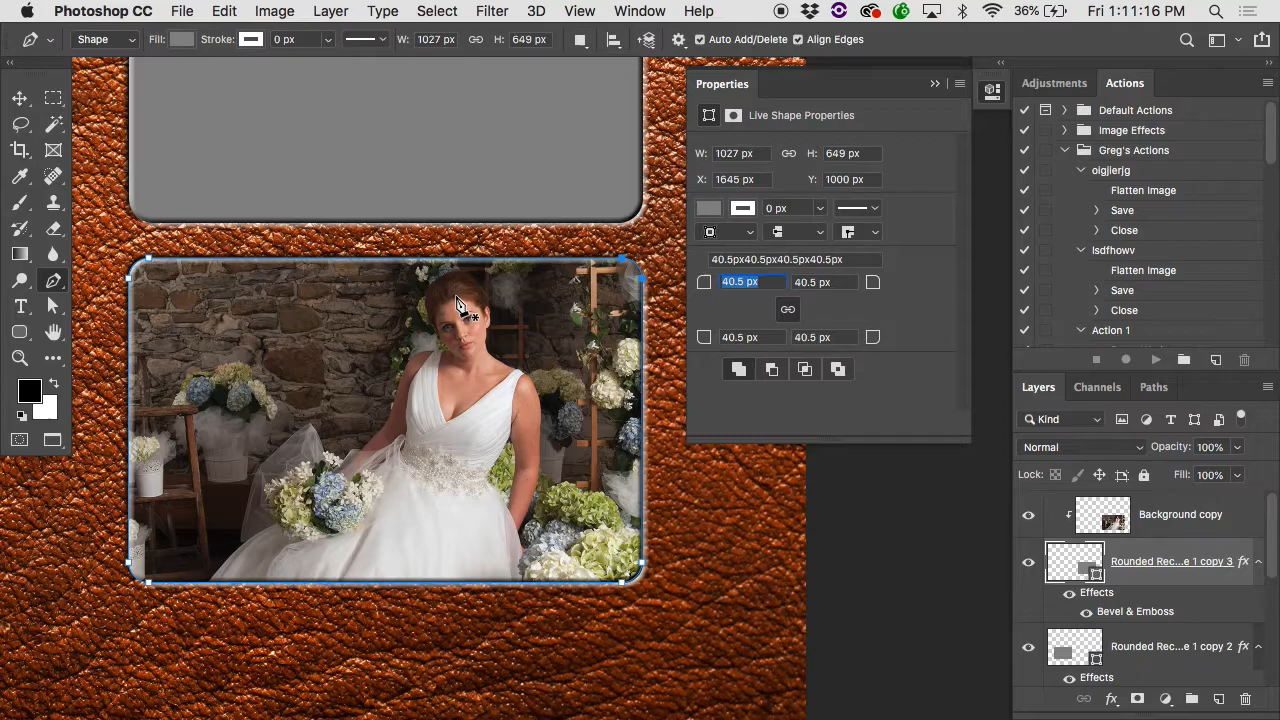 Photoshop CC File Edit Image Layer Type Select Filter 3D View Window Help 36% Fri 1:11:16 PM
Shape Fill: Stroke: 0 px W: 1027 px H: 649 px Auto Add/Delete Align Edges
Properties
Live Shape Properties
W: 1027 px H: 649 px
X: 1645 px Y: 1000 px
0 px
40.5px40.5px40.5px40.5px
40.5 px 40.5 px
40.5 px 40.5 px
Adjustments Actions
Default Actions
Image Effects
Greg's Actions
oigjlerjg
Flatten Image
Save
Close
lsdfhowv
Flatten Image
Save
Close
Action 1
Layers Channels Paths
Kind
Normal Opacity: 100%
Lock: Fill: 100%
Background copy
Rounded Rec...e 1 copy 3 fx
Effects
Bevel & Emboss
Rounded Rec...e 1 copy 2 fx
Effects
fx